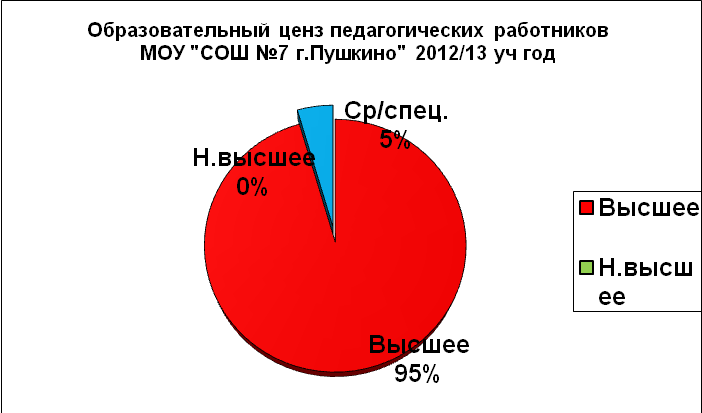 Образовательный ценз педагогических работников
МОУ "СОШ №7 г.Пушкино" 2012/13 уч год
Ср/спец.
5%
Н.высшее
0%
Высшее
95%
Высшее
Н.высш
ее